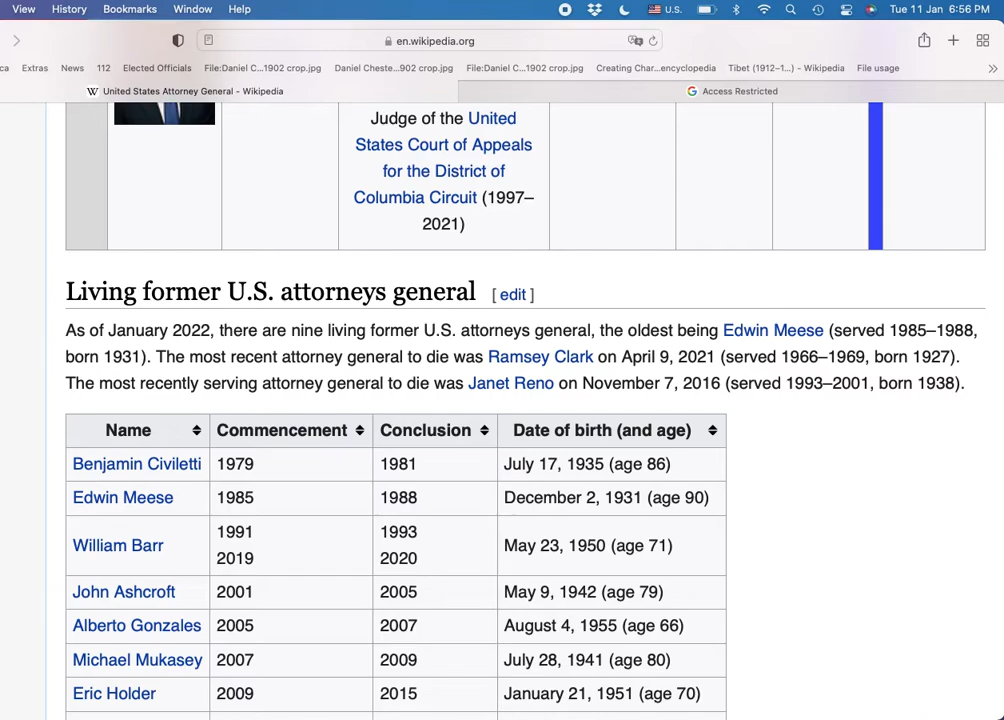 View History Bookmarks Window Help U.S. Tue 11 Jan 6:56 PM
en.wikipedia.org
ca Extras News 112 Elected Officials File:Daniel C...1902 crop.jpg Daniel Cheste...902 crop.jpg File:Daniel C...1902 crop.jpg Creating Char...encyclopedia Tibet (1912–1...) - Wikipedia File usage
W United States Attorney General - Wikipedia G Access Restricted
Judge of the United
States Court of Appeals
for the District of
Columbia Circuit (1997–
2021)
Living former U.S. attorneys general [ edit ]
As of January 2022, there are nine living former U.S. attorneys general, the oldest being Edwin Meese (served 1985–1988,
born 1931). The most recent attorney general to die was Ramsey Clark on April 9, 2021 (served 1966–1969, born 1927).
The most recently serving attorney general to die was Janet Reno on November 7, 2016 (served 1993–2001, born 1938).
Name Commencement Conclusion Date of birth (and age)
Benjamin Civiletti 1979 1981 July 17, 1935 (age 86)
Edwin Meese 1985 1988 December 2, 1931 (age 90)
William Barr 1991 1993 May 23, 1950 (age 71)
2019 2020
John Ashcroft 2001 2005 May 9, 1942 (age 79)
Alberto Gonzales 2005 2007 August 4, 1955 (age 66)
Michael Mukasey 2007 2009 July 28, 1941 (age 80)
Eric Holder 2009 2015 January 21, 1951 (age 70)